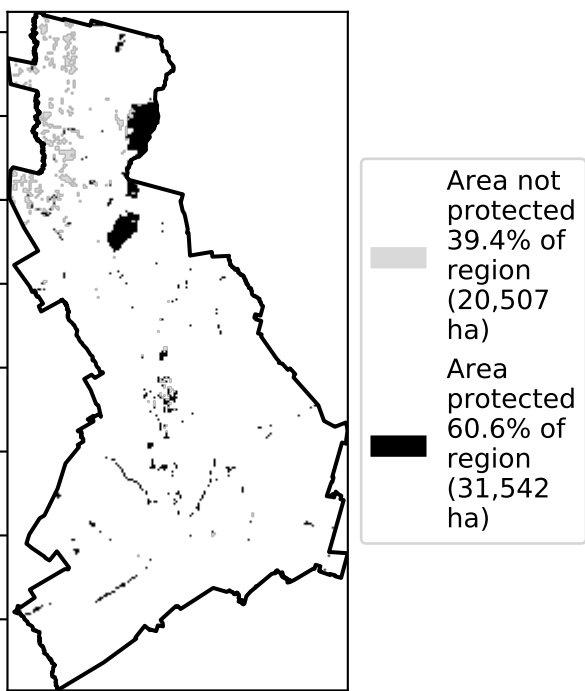 Area not
protected
39.4% of
region
(20,507
ha)
Area
protected
60.6% of
region
(31,542
ha)